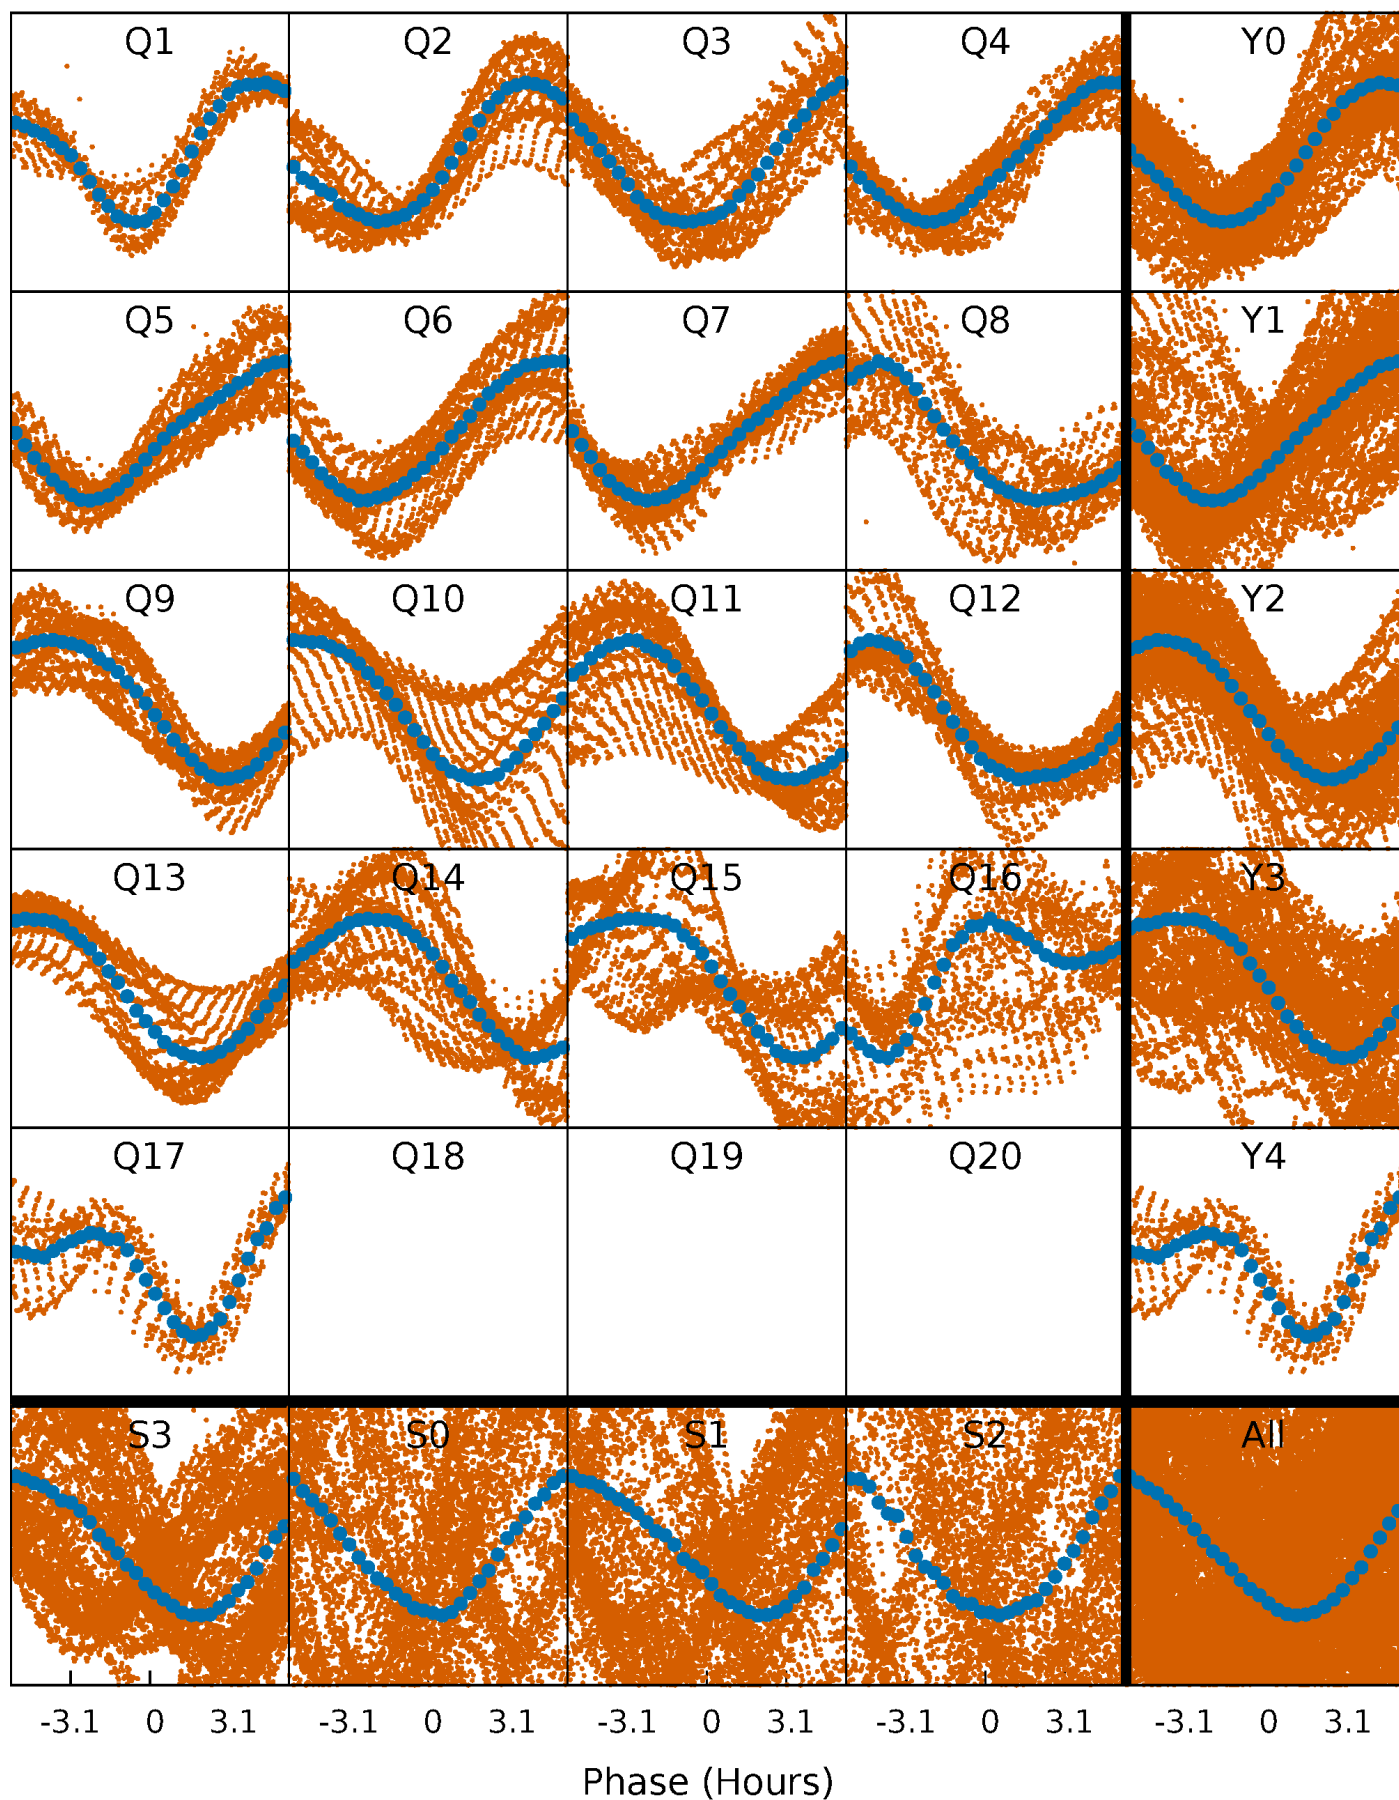 Q1 Q2 Q3 Q4 Y0
Q5 Q6 Q7 Q8 Y1
Q9 Q10 Q11 Q12 Y2
Q13 Q14 Q15 Q16 Y3
Q17 Q18 Q19 Q20 Y4
S3 S0 S1 S2 All
-3.1 0 3.1 -3.1 0 3.1 -3.1 0 3.1 -3.1 0 3.1 -3.1 0 3.1
Phase (Hours)